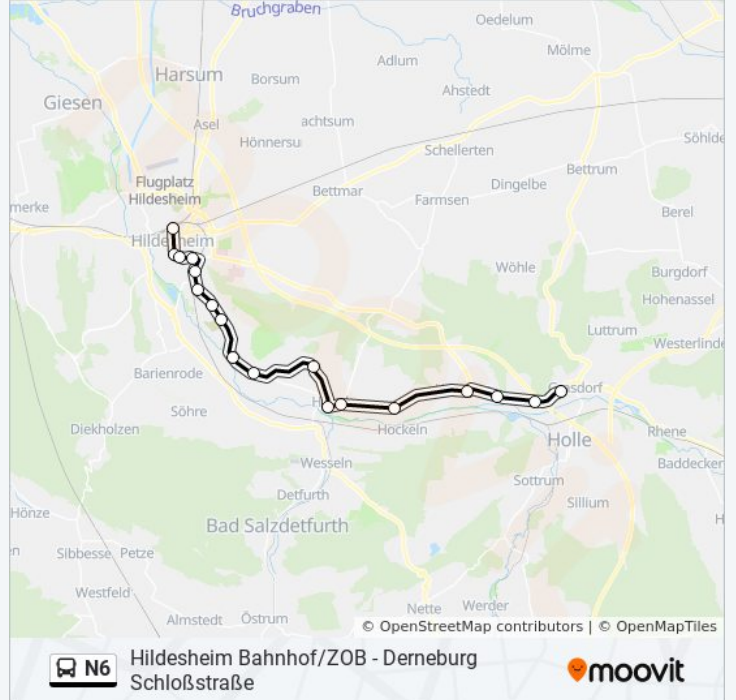 Bruchgraben
Oedelum
Mölme
Adlum
Harsum
Borsum
Ahstedt
Giesen
achtsum
Asel
Söhlde
Hönnersu
Schellerten
Bettrum
Flugplatz
Hildesheim
Dingelbe
Bettmar
Farmsen
merke
Berel
Hildesheim
Wöhle
Burgdorf
Hohenassel
Luttrum
Westerlinde
Barienrode
Söhre
Diekholzen
Hockeln
Holle
Rhene
Wesseln
Baddecken
Sottrum
Detfurth
Sillium
Hönze
Bad Salzdetfurth
H
en
Sibbesse
Petze
Westfeld
Nette
Werder
Almstedt
Östrum
© OpenStreetMap contributors | © OpenMapTiles
N6
Hildesheim Bahnhof/ZOB - Derneburg
Schloßstraße
moovit